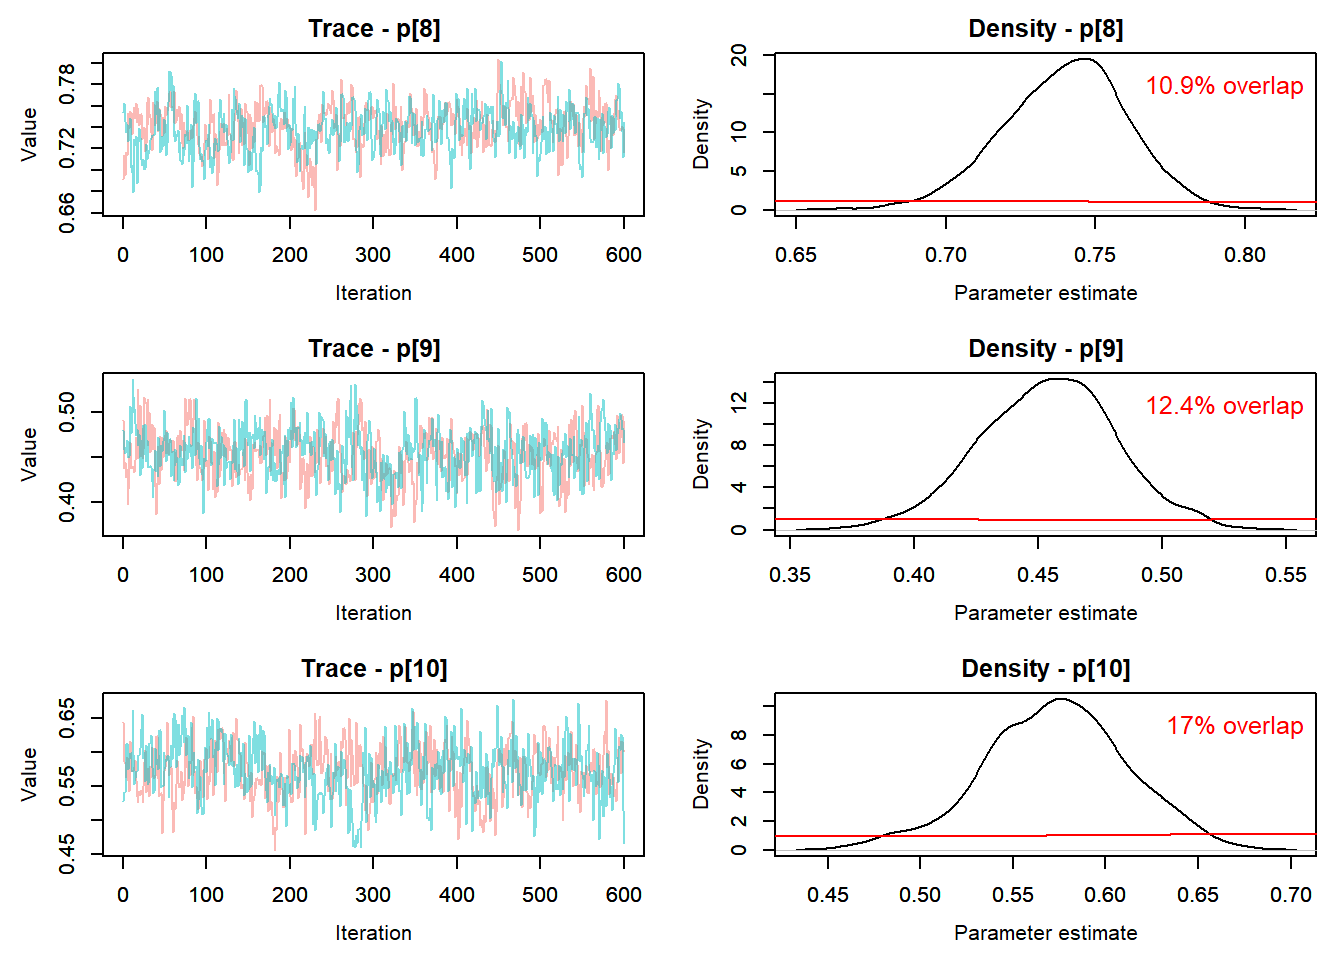 Trace - p[8]
Value
0.66 0.72 0.78
0 100 200 300 400 500 600
Iteration
Density - p[8]
10.9% overlap
Density
0 5 10 20
0.65 0.70 0.75 0.80
Parameter estimate
Trace - p[9]
Value
0.40 0.50
0 100 200 300 400 500 600
Iteration
Density - p[9]
12.4% overlap
Density
0 4 8 12
0.35 0.40 0.45 0.50 0.55
Parameter estimate
Trace - p[10]
Value
0.45 0.55 0.65
0 100 200 300 400 500 600
Iteration
Density - p[10]
17% overlap
Density
0 2 4 6 8
0.45 0.50 0.55 0.60 0.65 0.70
Parameter estimate